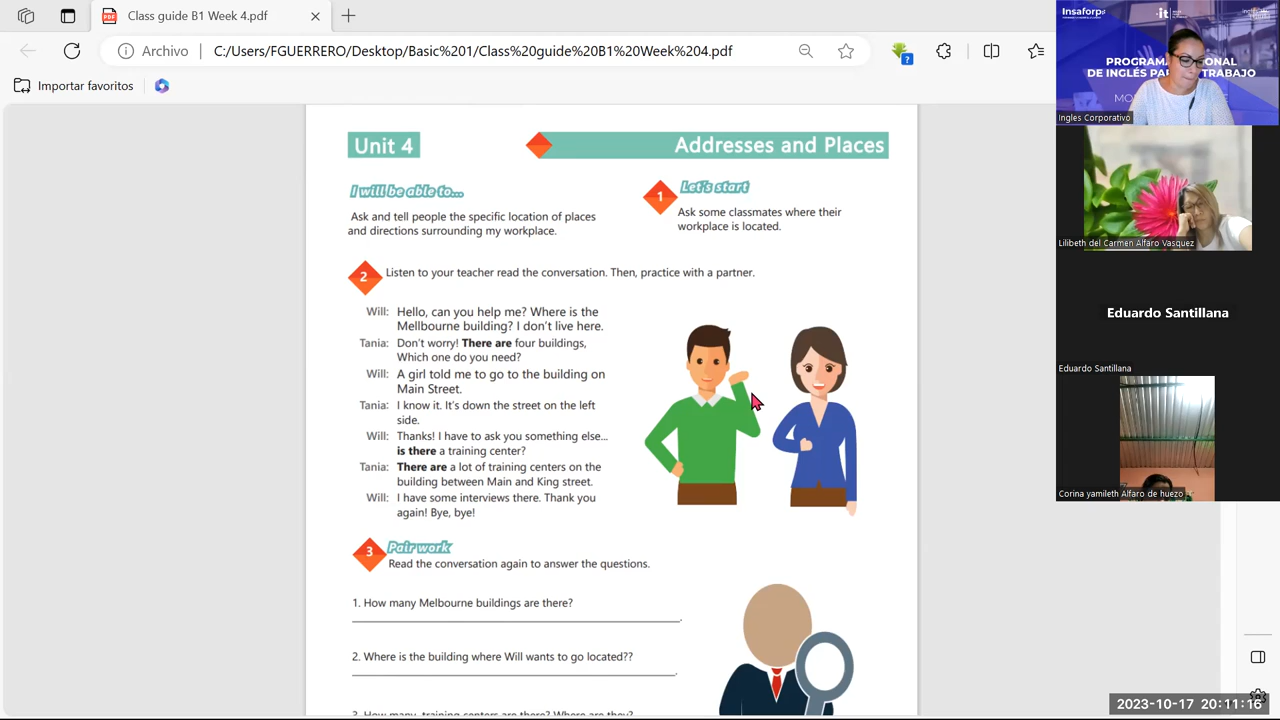 Class guide B1 Week 4.pdf
Archivo
C:/Users/FGUERRERO/Desktop/Basic%201/Class%20guide%20B1%20Week%204.pdf
Importar favoritos
Unit 4
Addresses and Places
I will be able to...
Ask and tell people the specific location of places
and directions surrounding my workplace.
1
Let's start
Ask some classmates where their
workplace is located.
2
Listen to your teacher read the conversation. Then, practice with a partner.
Will: Hello, can you help me? Where is the
Mellbourne building? I don't live here.
Tania: Don't worry! There are four buildings,
Which one do you need?
Will: A girl told me to go to the building on
Main Street.
Tania: I know it. It's down the street on the left
side.
Will: Thanks! I have to ask you something else...
is there a training center?
Tania: There are a lot of training centers on the
building between Main and King street.
Will: I have some interviews there. Thank you
again! Bye, bye!
3
Pair work
Read the conversation again to answer the questions.
1. How many Melbourne buildings are there?
2. Where is the building where Will wants to go located??
3. How many training centers are there? Where are they?
Insaforp
PROGRAMA
ONAL
DE INGLÉS PA
TRABAJO
Ingles Corporativo
Lilibeth del Carmen Alfaro Vasquez
Eduardo Santillana
Eduardo Santillana
Corina yamileth Alfaro de huezo
2023-10-17 20:11:16